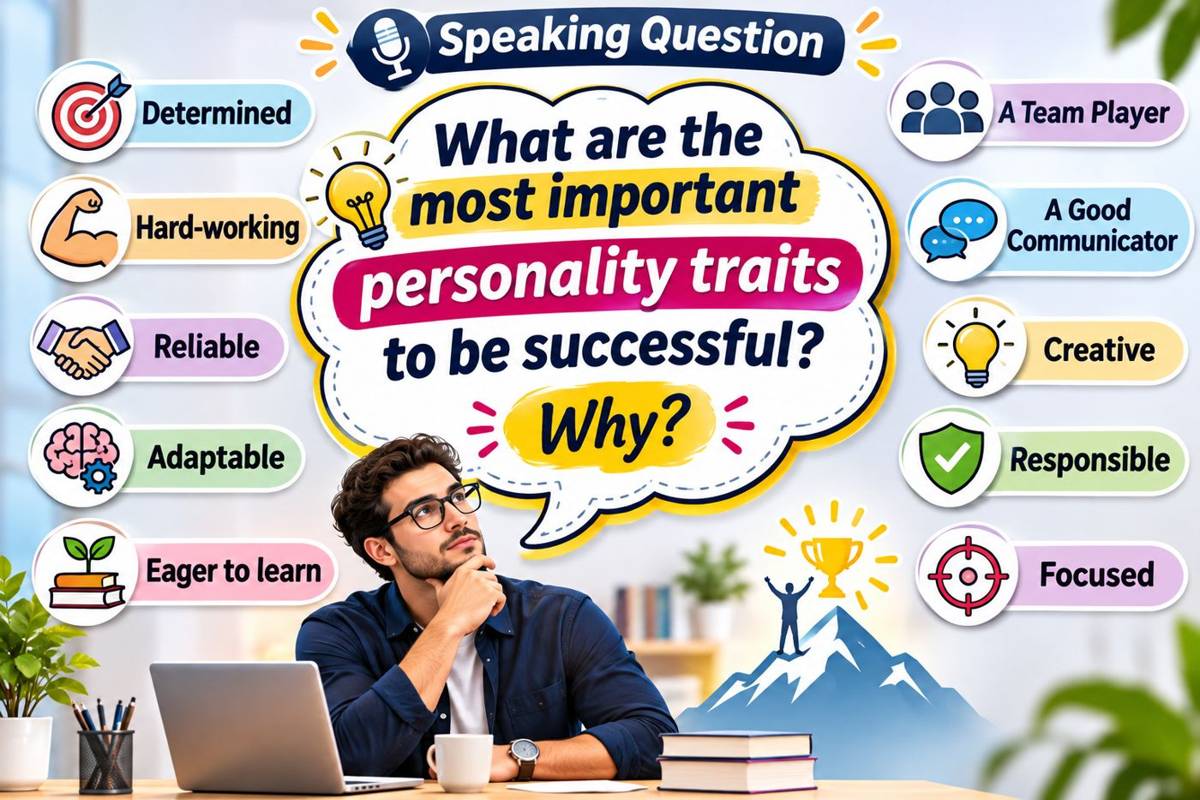 Speaking Question
What are the
most important
personality traits
to be successful?
Why?
Determined
Hard-working
Reliable
Adaptable
Eager to learn
A Team Player
A Good
Communicator
Creative
Responsible
Focused